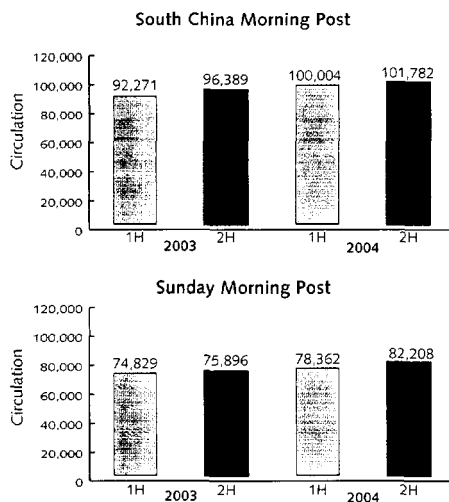 South China Morning Post
Circulation
120,000
100,000
80,000
60,000
40,000
20,000
92,271
96,389
100,004
101,782
1H
2H
1H
2H
2003
2004
Sunday Morning Post
Circulation
120,000
100,000
80,000
60,000
40,000
20,000
74,829
75,896
78,362
82,208
1H
2H
1H
2H
2003
2004